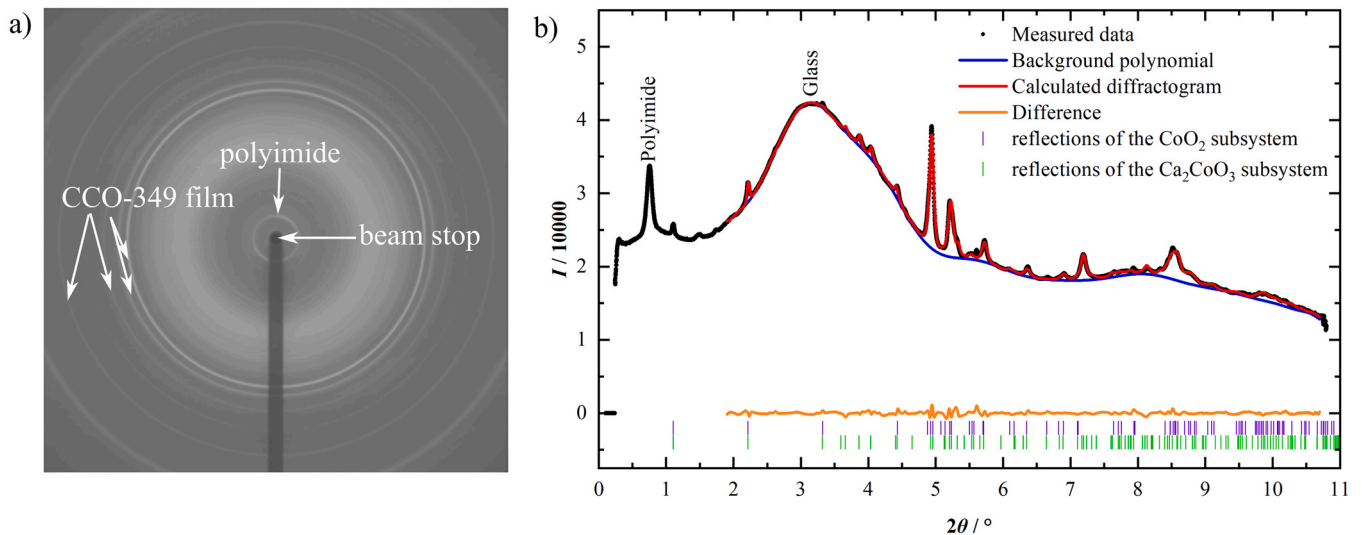 a)
polyimide
CCO-349 film
beam stop
b)
Measured data
Background polynomial
Calculated diffractogram
Difference
reflections of the CoO₂ subsystem
reflections of the Ca₂CoO₃ subsystem
Polyimide
Glass
I / 10000
5
4
3
2
1
0
0 1 2 3 4 5 6 7 8 9 10 11
2θ / °